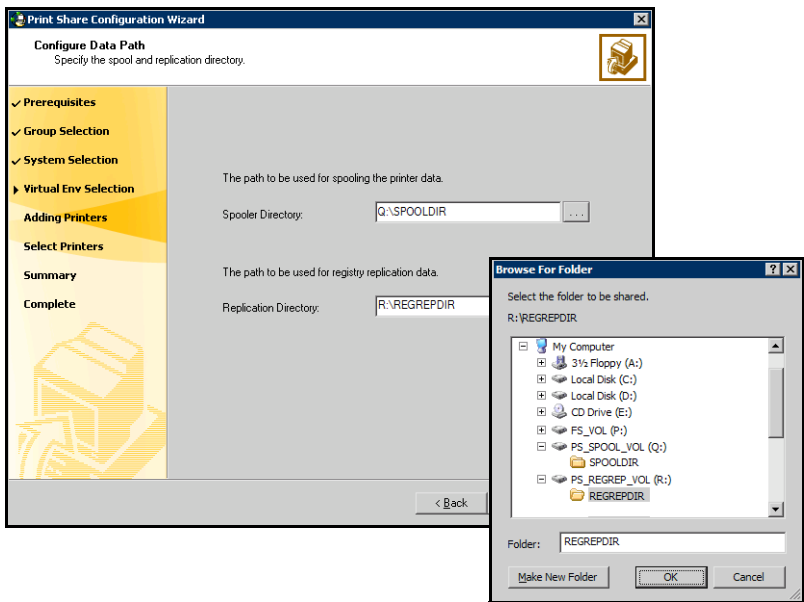 Print Share Configuration Wizard
Configure Data Path
Specify the spool and replication directory.
Prerequisites
Group Selection
System Selection
Virtual Env Selection
Adding Printers
Select Printers
Summary
Complete
The path to be used for spooling the printer data.
Spooler Directory: Q:\SPOOLDIR ...
The path to be used for registry replication data.
Replication Directory: R:\REGREPDIR
< Back
Browse For Folder
Select the folder to be shared.
R:\REGREPDIR
My Computer
3½ Floppy (A:)
Local Disk (C:)
Local Disk (D:)
CD Drive (E:)
FS_VOL (P:)
PS_SPOOL_VOL (Q:)
SPOOLDIR
PS_REGREP_VOL (R:)
REGREPDIR
Folder: REGREPDIR
Make New Folder OK Cancel